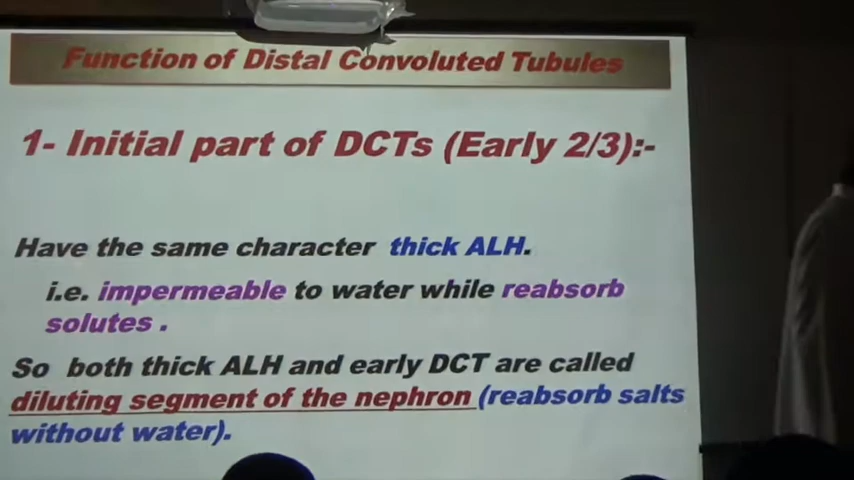 Function of Distal Convoluted Tubules
1- Initial part of DCTs (Early 2/3):-
Have the same character thick ALH.
i.e. impermeable to water while reabsorb
solutes .
So both thick ALH and early DCT are called
diluting segment of the nephron (reabsorb salts
without water).